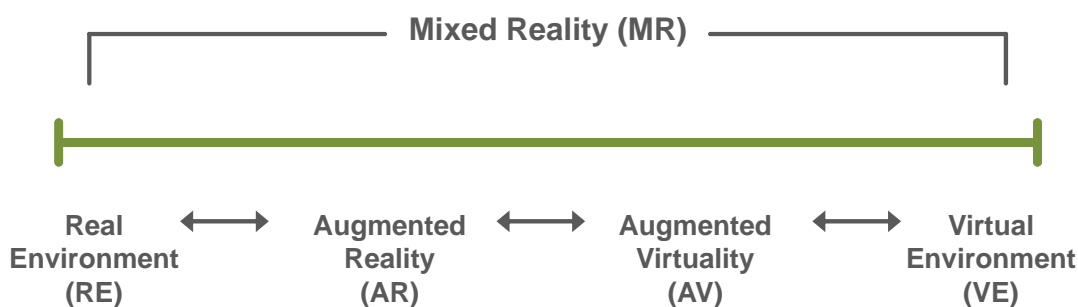 Mixed Reality (MR)
Real
Environment
(RE)
Augmented
Reality
(AR)
Augmented
Virtuality
(AV)
Virtual
Environment
(VE)